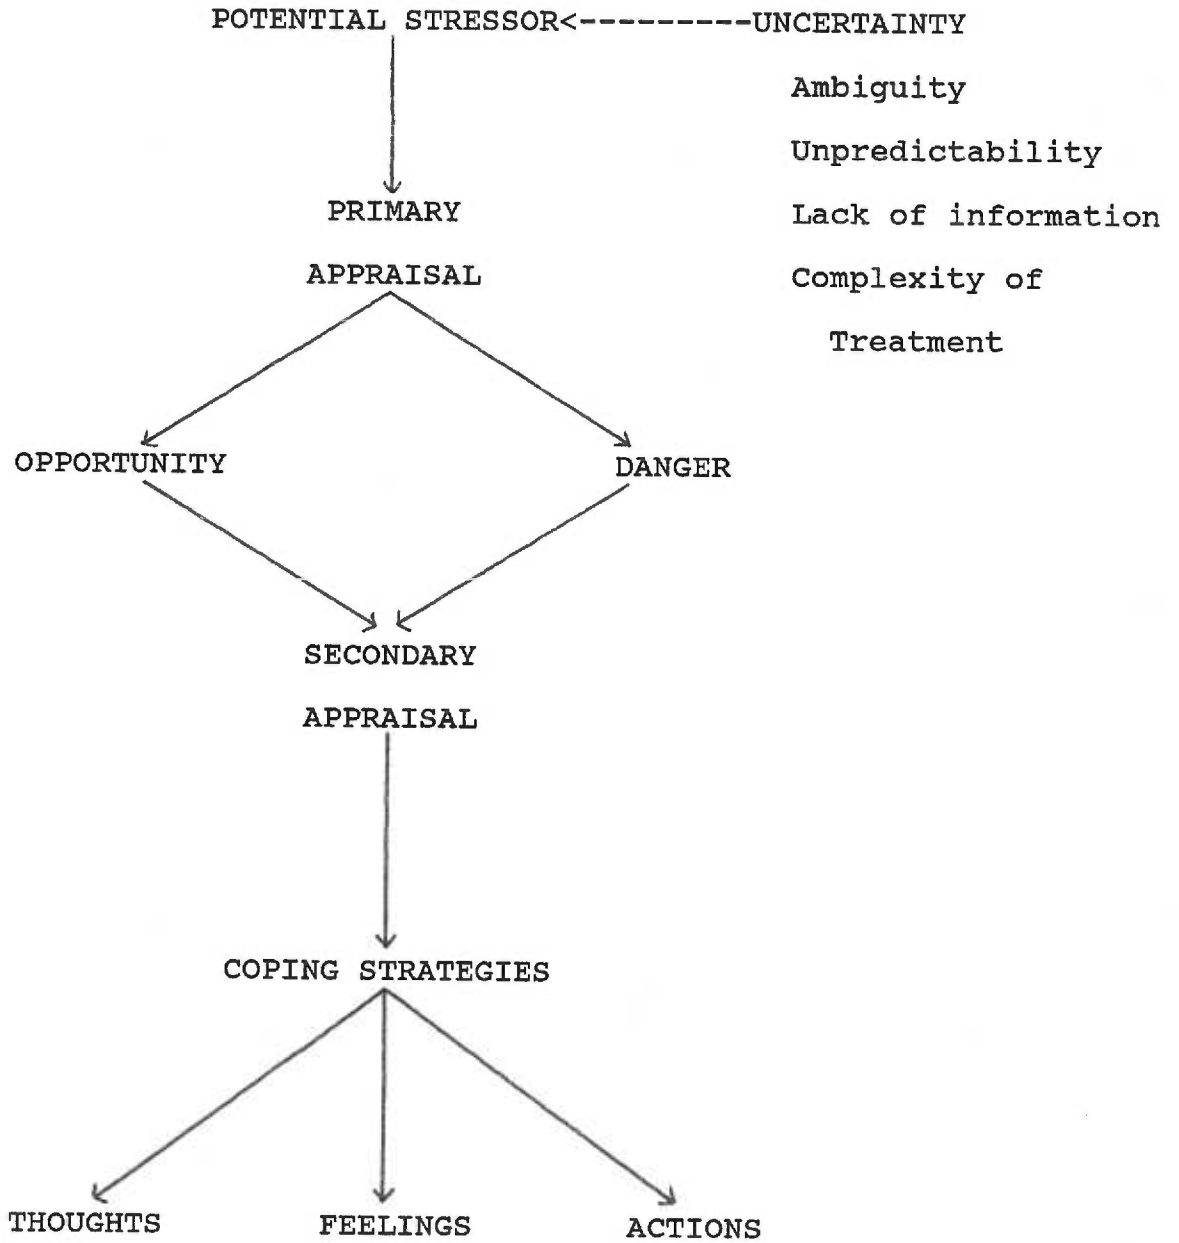 POTENTIAL STRESSOR<---------UNCERTAINTY
Ambiguity
Unpredictability
Lack of information
Complexity of
Treatment
PRIMARY
APPRAISAL
OPPORTUNITY
DANGER
SECONDARY
APPRAISAL
COPING STRATEGIES
THOUGHTS
FEELINGS
ACTIONS